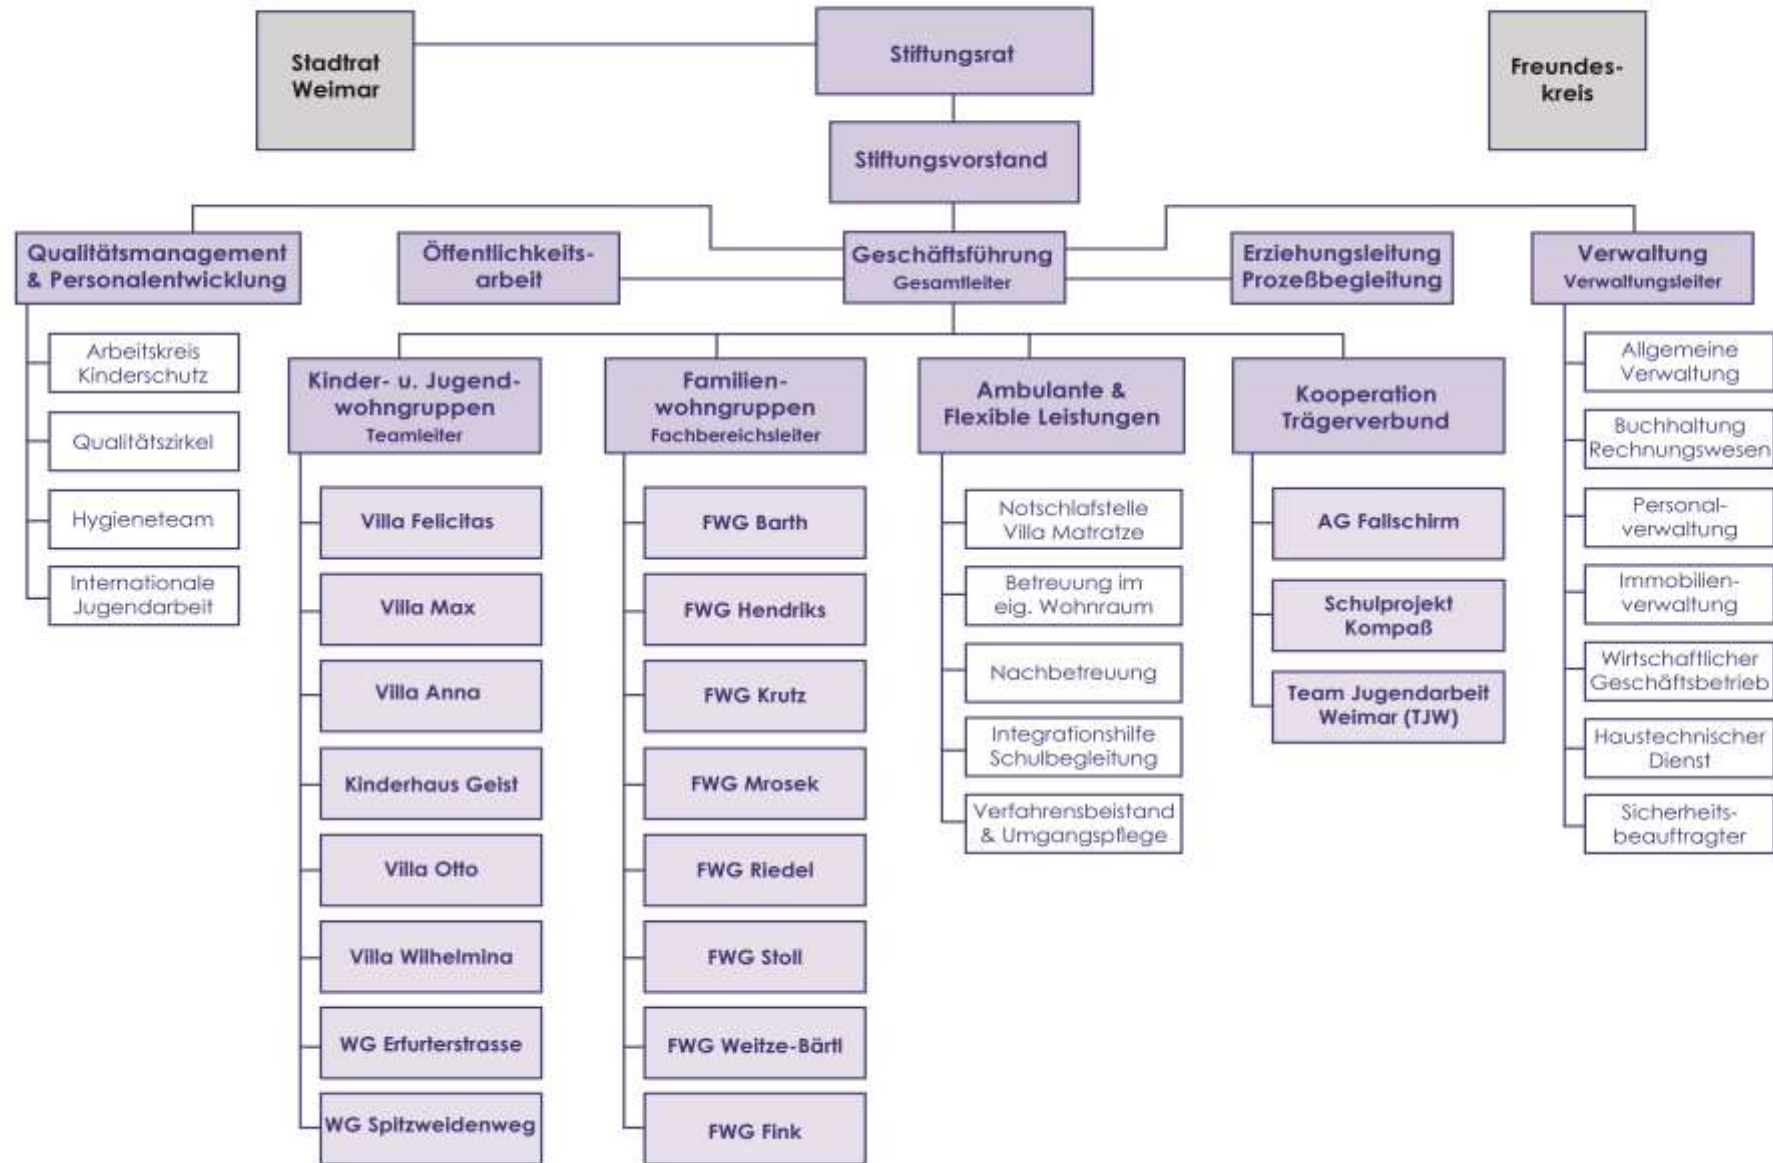 Stadtrat
Weimar
Stiftungsrat
Freundes-
kreis
Stiftungsvorstand
Qualitätsmanagement
& Personalentwicklung
Öffentlichkeits-
arbeit
Geschäftsführung
Gesamtleiter
Erziehungsleitung
Prozeßbegleitung
Verwaltung
Verwaltungsleiter
Arbeitskreis
Kinderschutz
Qualitätszirkel
Hygieneteam
Internationale
Jugendarbeit
Kinder- u. Jugend-
wohngruppen
Teamleiter
Villa Felicitas
Villa Max
Villa Anna
Kinderhaus Geist
Villa Otto
Villa Wilhelmina
WG Erfurterstrasse
WG Spitzweidenweg
Familien-
wohngruppen
Fachbereichsleiter
FWG Barth
FWG Hendriks
FWG Krutz
FWG Mrosek
FWG Riedel
FWG Stoll
FWG Weitze-Bärtl
FWG Fink
Ambulante &
Flexible Leistungen
Notschlafstelle
Villa Matratze
Betreuung im
eig. Wohnraum
Nachbetreuung
Integrationshilfe
Schulbegleitung
Verfahrensbeistand
& Umgangspflege
Kooperation
Trägerverbund
AG Fallschirm
Schulprojekt
Kompaß
Team Jugendarbeit
Weimar (TJW)
Allgemeine
Verwaltung
Buchhaltung
Rechnungswesen
Personal-
verwaltung
Immobilien-
verwaltung
Wirtschaftlicher
Geschäftsbetrieb
Haustechnischer
Dienst
Sicherheits-
beauftragter